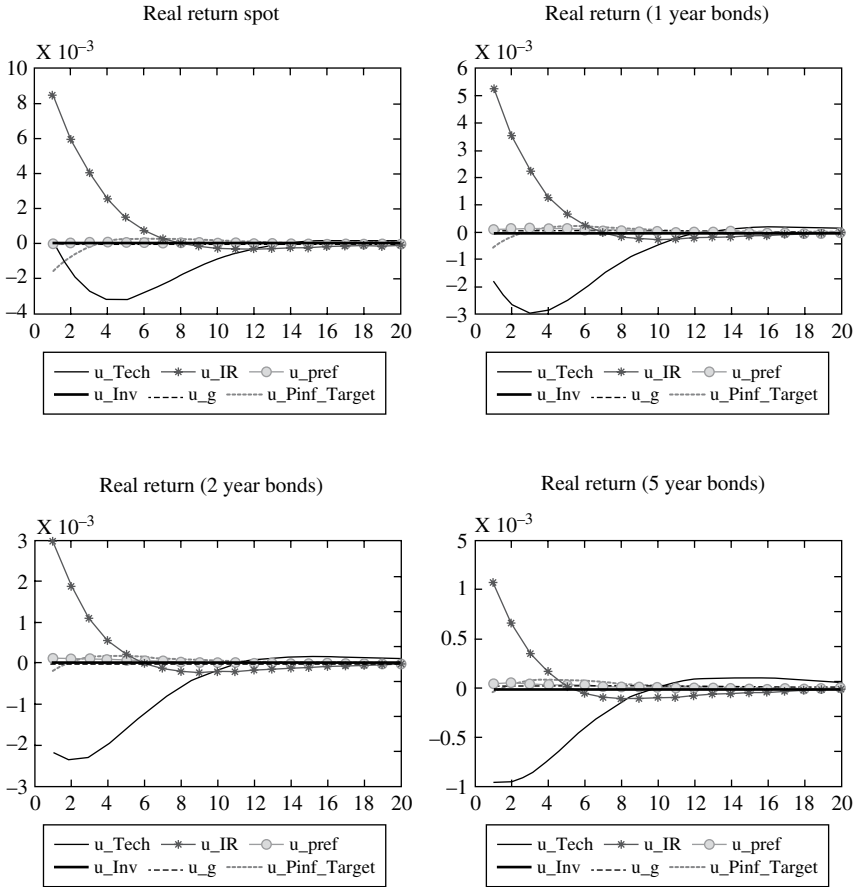 Real return spot
X 10⁻³
10
8
6
4
2
0
−2
−4
0 2 4 6 8 10 12 14 16 18 20
u_Tech u_IR u_pref
u_Inv u_g u_Pinf_Target
Real return (1 year bonds)
X 10⁻³
6
5
4
3
2
1
0
−1
−2
−3
0 2 4 6 8 10 12 14 16 18 20
u_Tech u_IR u_pref
u_Inv u_g u_Pinf_Target
Real return (2 year bonds)
X 10⁻³
3
2
1
0
−1
−2
−3
0 2 4 6 8 10 12 14 16 18 20
u_Tech u_IR u_pref
u_Inv u_g u_Pinf_Target
Real return (5 year bonds)
X 10⁻³
5
1
0.5
0
−0.5
−1
0 2 4 6 8 10 12 14 16 18 20
u_Tech u_IR u_pref
u_Inv u_g u_Pinf_Target